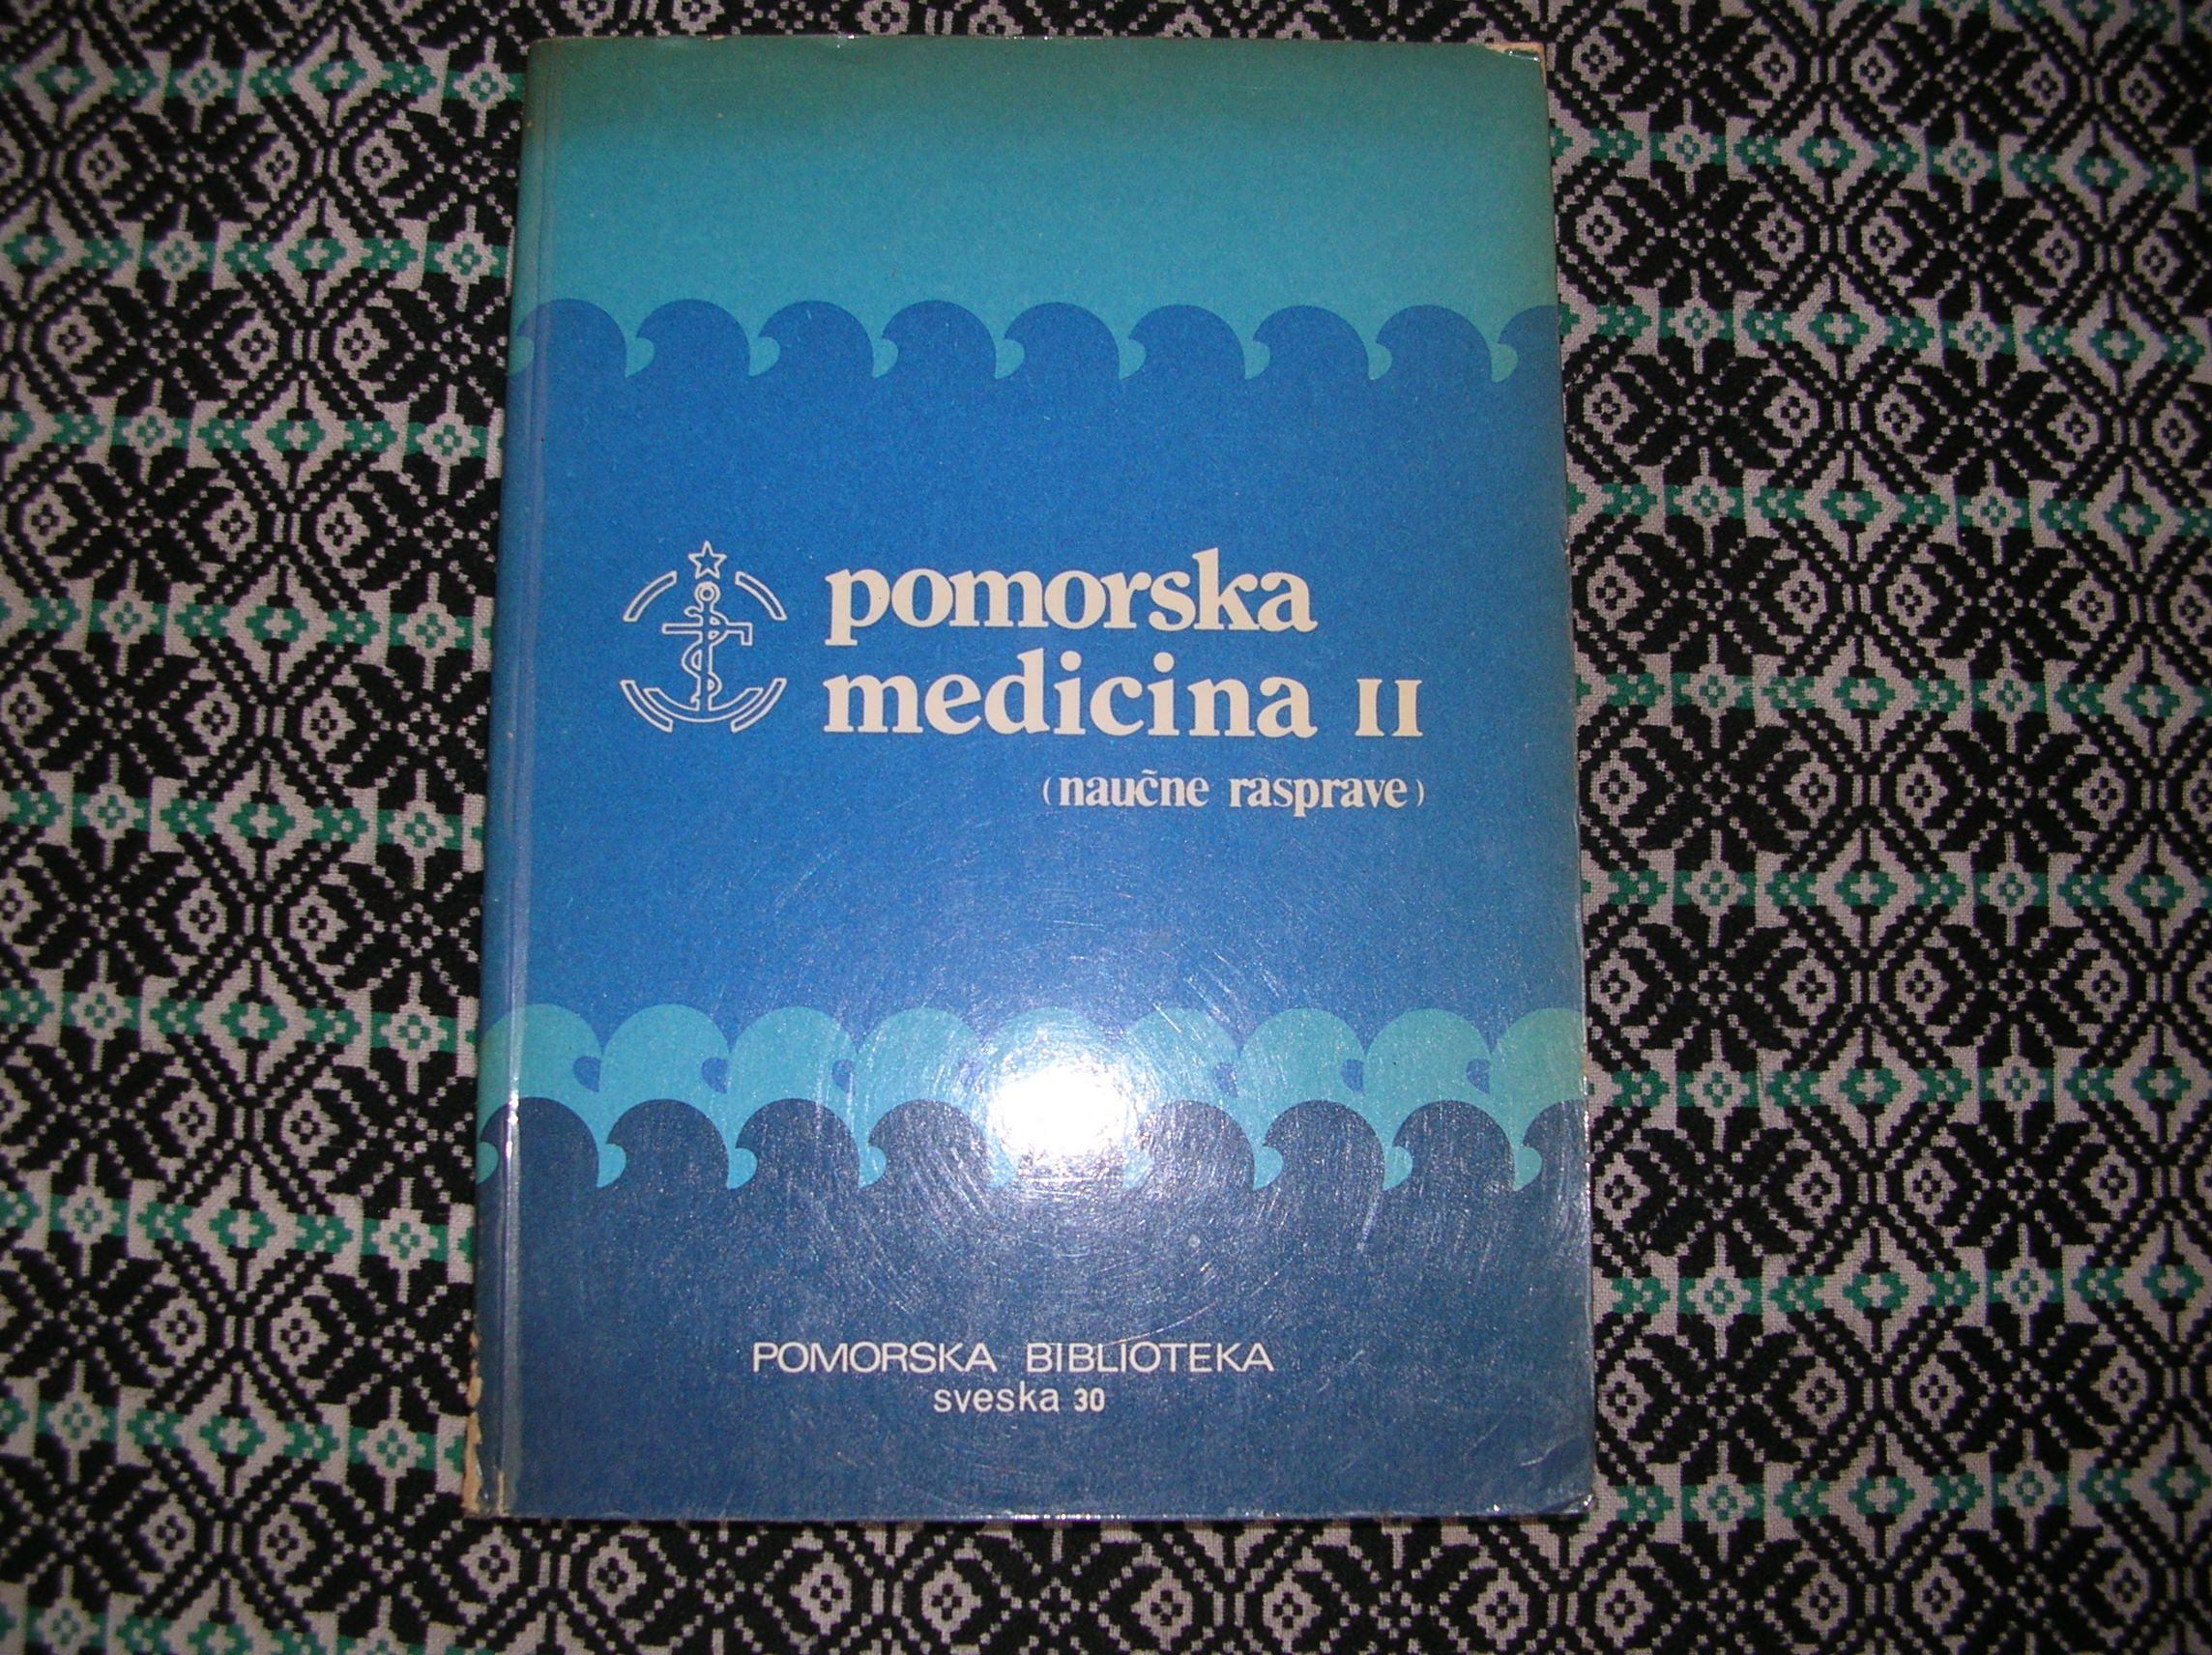 pomorska
medicina II
(naučne rasprave)
POMORSKA BIBLIOTEKA
sveska 30